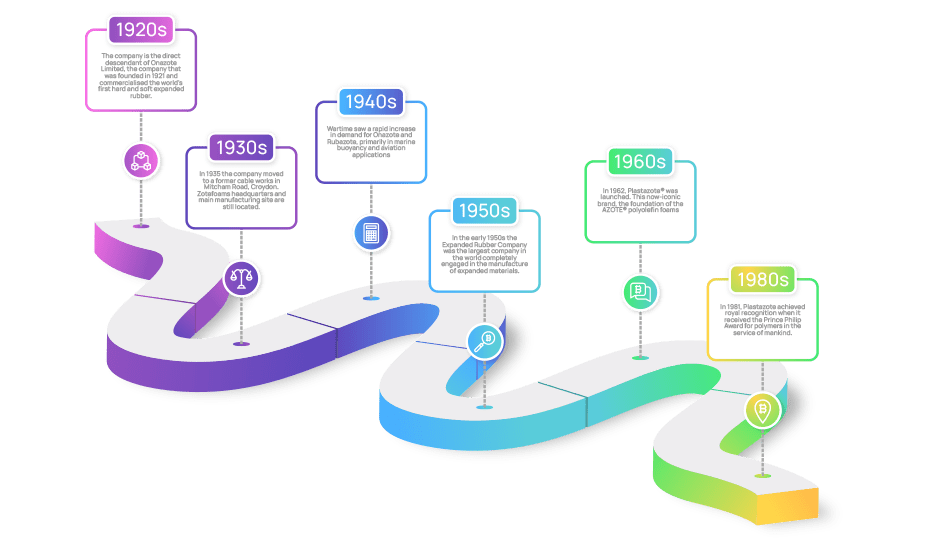 1920s
The company is the direct
descendant of Onazote
Limited, the company that
was founded in 1921 and
commercialised the world's
first hard and soft expanded
rubber.
1930s
In 1935 the company moved
to a former cable works in
Mitcham Road, Croydon.
Zotefoams headquarters and
main manufacturing site are
still located.
1940s
Wartime saw a rapid increase
in demand for Onazota and
Rubazota, primarily in marine
buoyancy and aviation
applications
1950s
In the early 1950s the
Expanded Rubber Company
was the largest company in
the world completely
engaged in the manufacture
of expanded materials.
1960s
In 1962, Plastazote® was
launched. This now-iconic
brand, the foundation of the
AZOTE® polyolefin foams
1980s
In 1981, Plastazota achieved
royal recognition when it
received the Prince Philip
Award for polymers in the
service of mankind.